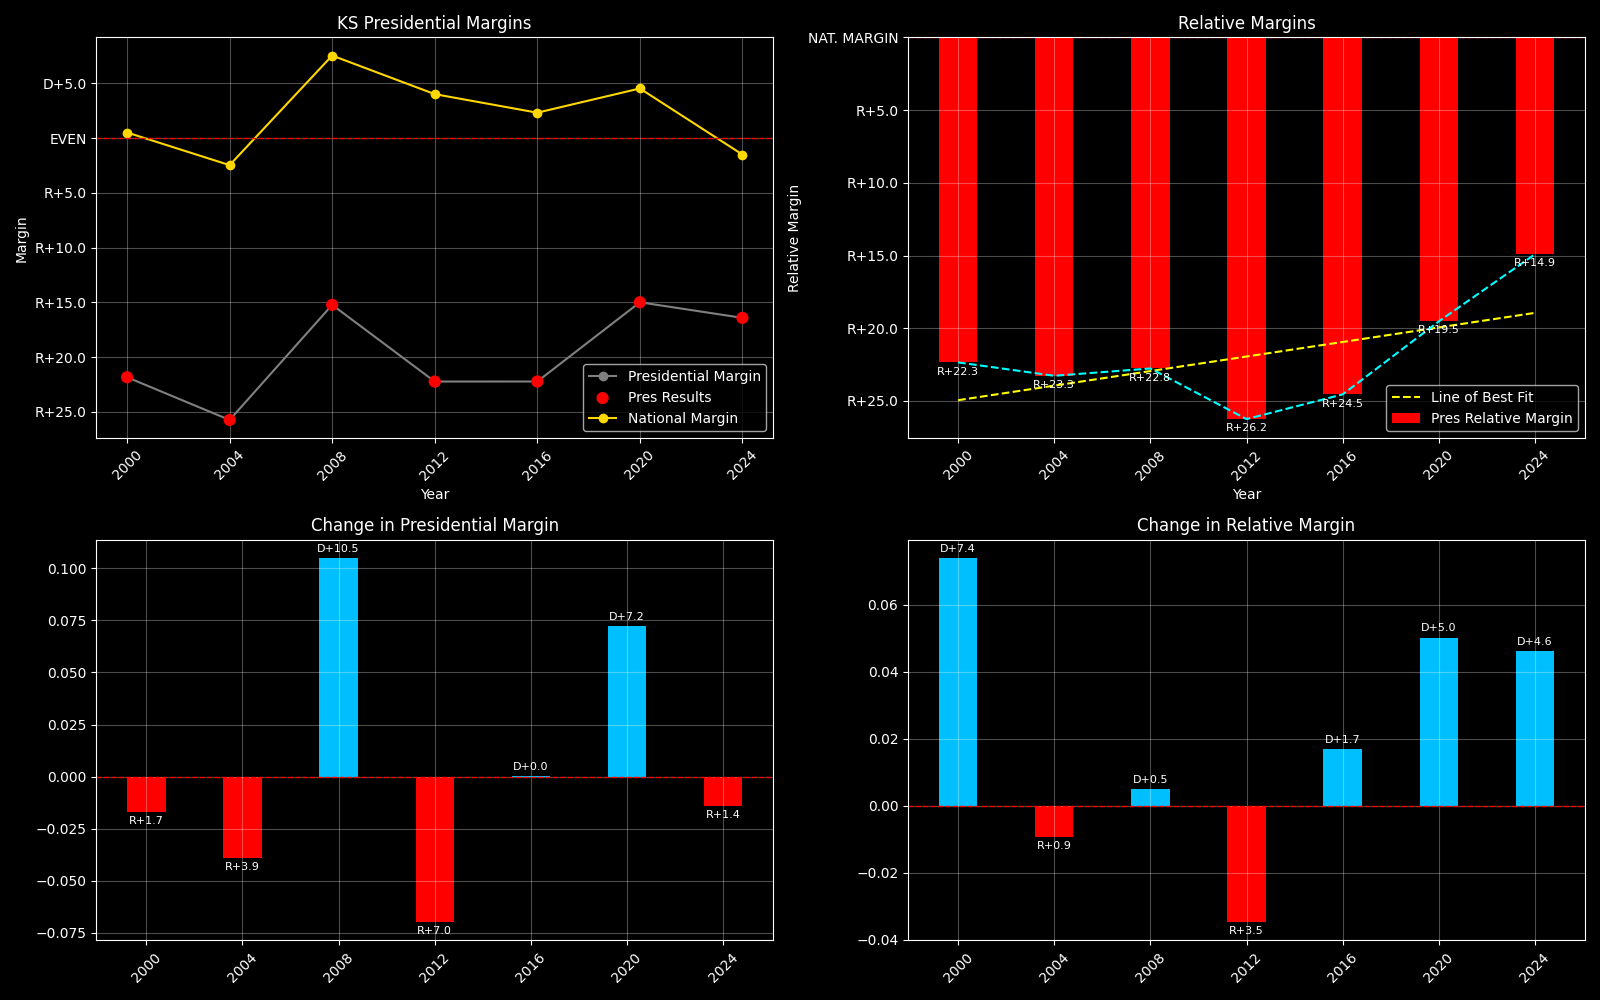 KS Presidential Margins
D+5.0
EVEN
R+5.0
R+10.0
R+15.0
R+20.0
R+25.0
Margin
Presidential Margin
Pres Results
National Margin
2000
2004
2008
2012
2016
2020
2024
Year
Relative Margins
NAT. MARGIN
R+5.0
R+10.0
R+15.0
R+20.0
R+25.0
Relative Margin
R+22.3
R+23.3
R+22.8
R+26.2
R+24.5
R+19.5
R+14.9
Line of Best Fit
Pres Relative Margin
2000
2004
2008
2012
2016
2020
2024
Year
Change in Presidential Margin
0.100
0.075
0.050
0.025
0.000
−0.025
−0.050
−0.075
R+1.7
R+3.9
D+10.5
R+7.0
D+0.0
D+7.2
R+1.4
2000
2004
2008
2012
2016
2020
2024
Change in Relative Margin
0.06
0.04
0.02
0.00
−0.02
−0.04
D+7.4
R+0.9
D+0.5
R+3.5
D+1.7
D+5.0
D+4.6
2000
2004
2008
2012
2016
2020
2024